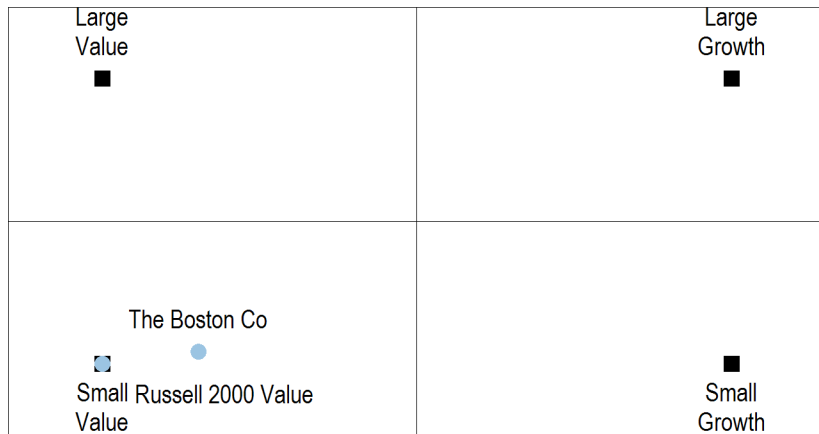 Large
Value
Large
Growth
The Boston Co
Small
Value
Russell 2000 Value
Small
Growth